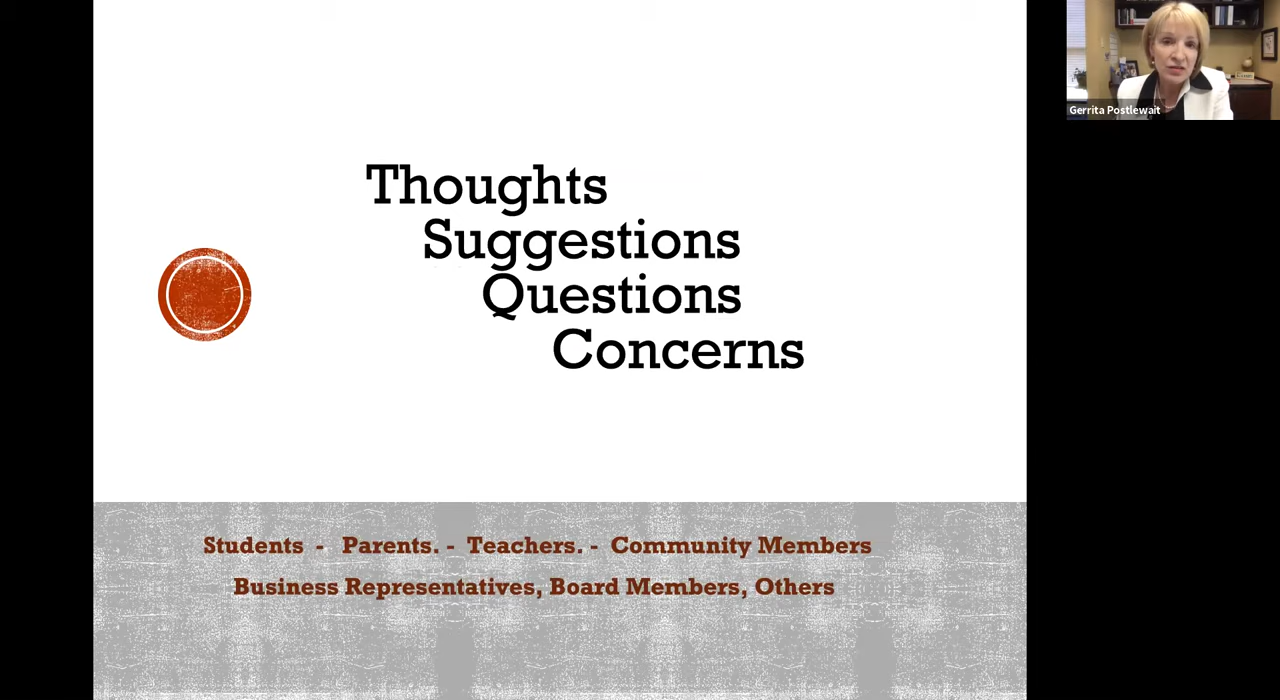 Thoughts
Suggestions
Questions
Concerns
Students - Parents. - Teachers. - Community Members
Business Representatives, Board Members, Others
Gerrita Postlewait